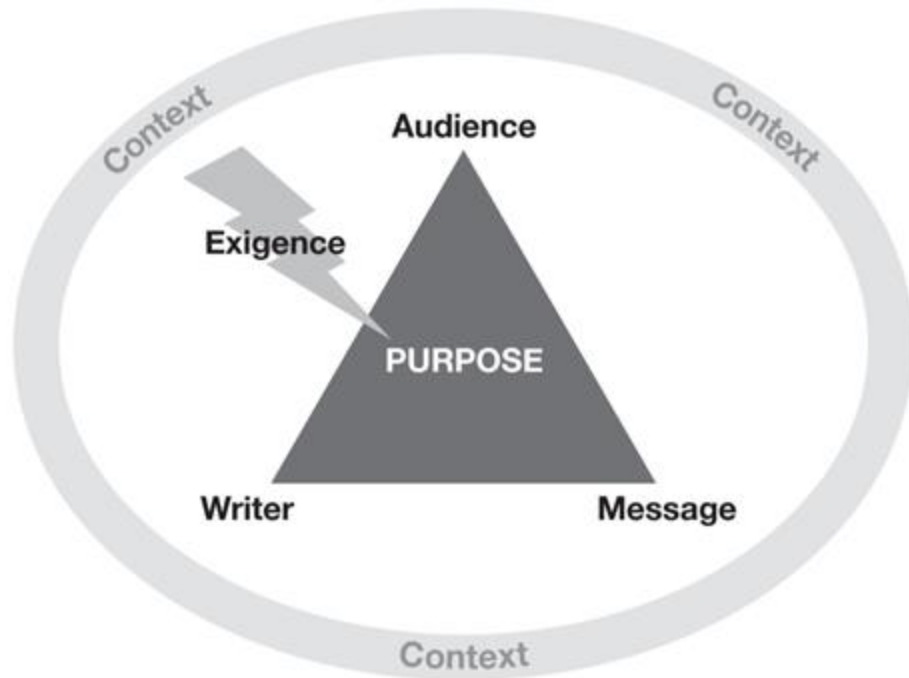 Context
Context
Audience
Exigence
PURPOSE
Writer
Message
Context